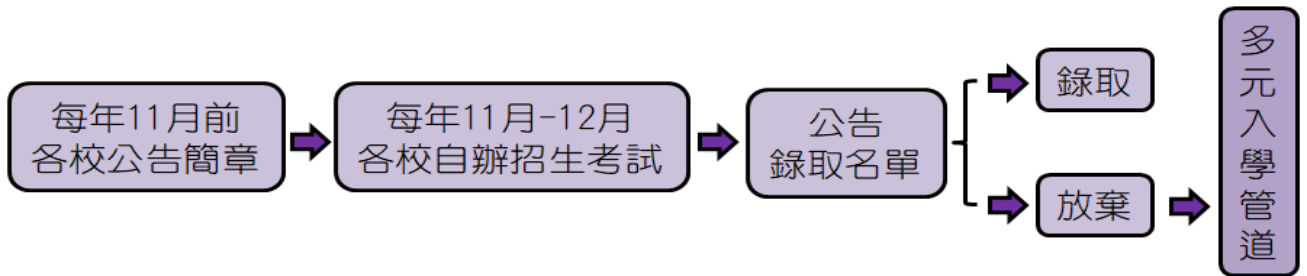 每年11月前
各校公告簡章
每年11月-12月
各校自辦招生考試
公告
錄取名單
錄取
放棄
多元入學管道